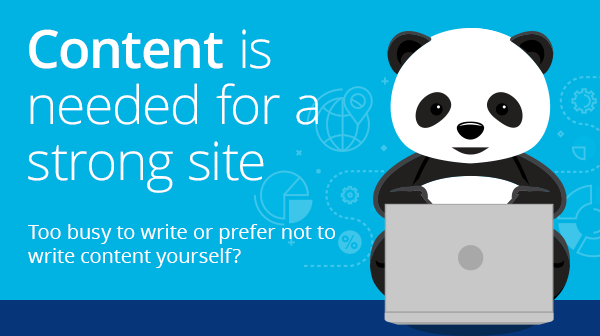 Content is
needed for a
strong site
Too busy to write or prefer not to
write content yourself?